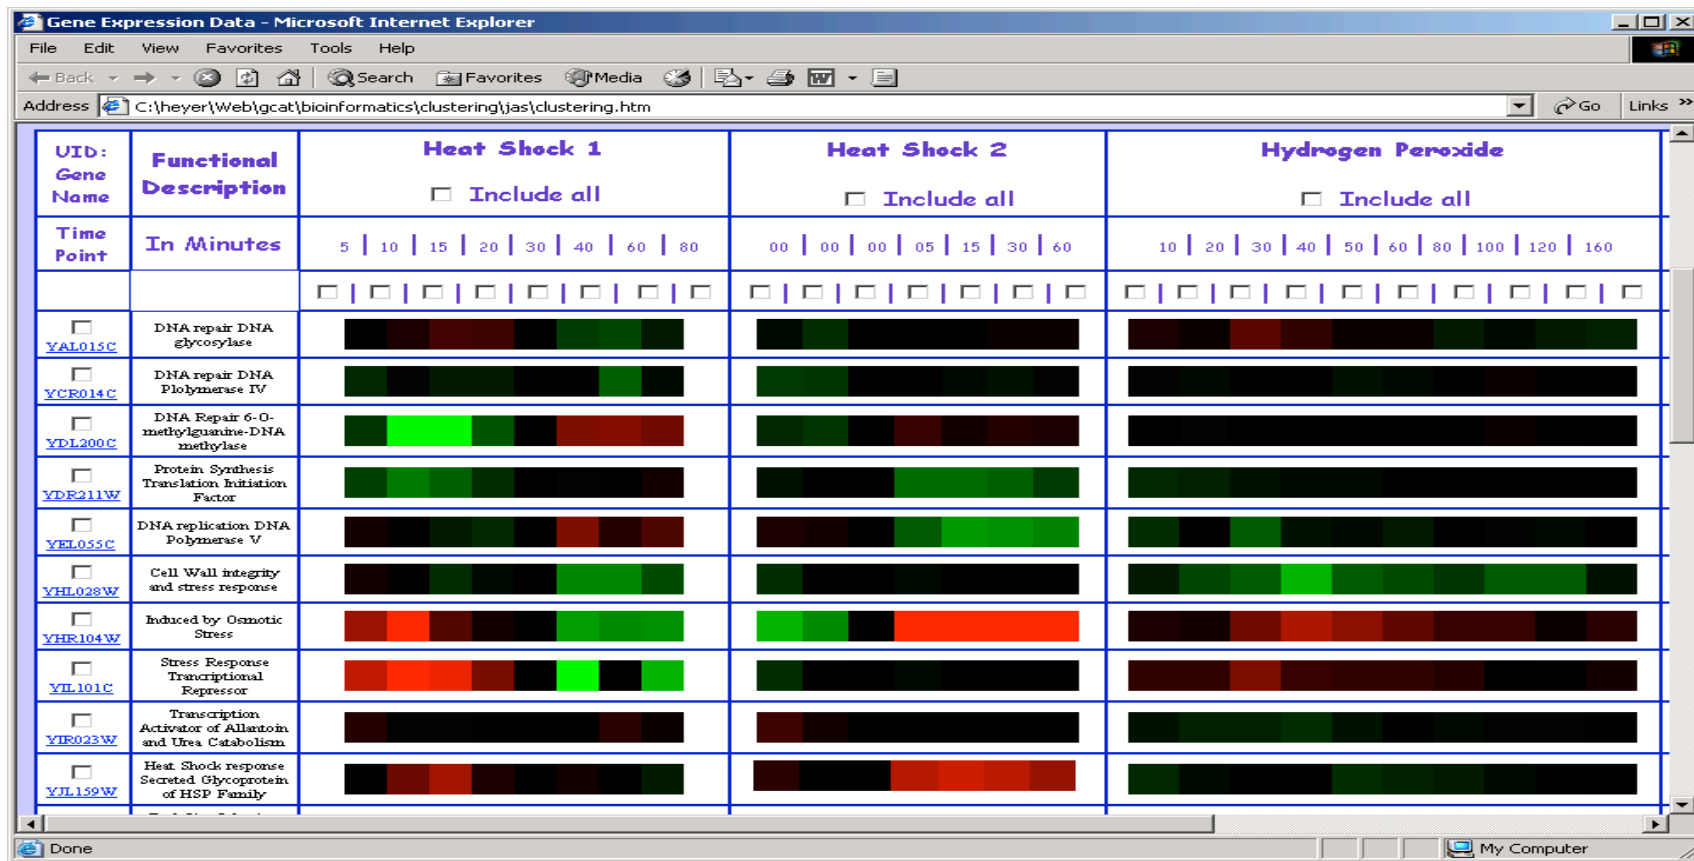 Gene Expression Data - Microsoft Internet Explorer
File Edit View Favorites Tools Help
Back Search Favorites Media
Address C:\heyer\Web\gcat\bioinformatics\clustering\jas\clustering.htm Go Links »
UID: Gene Name
Functional Description
Heat Shock 1
Include all
Heat Shock 2
Include all
Hydrogen Peroxide
Include all
Time Point
In Minutes
5 | 10 | 15 | 20 | 30 | 40 | 60 | 80
00 | 00 | 00 | 05 | 15 | 30 | 60
10 | 20 | 30 | 40 | 50 | 60 | 80 | 100 | 120 | 160
YAL015C
DNA repair DNA
glycosylase
YCR014C
DNA repair DNA
Plolymerase IV
YDL200C
DNA Repair 6-O-
methylguanine-DNA
methylase
YDR211W
Protein Synthesis
Translation Initiation
Factor
YEL055C
DNA replication DNA
Polymerase V
YHL028W
Cell Wall integrity
and stress response
YHR104W
Induced by Osmotic
Stress
YIL101C
Stress Response
Trancriptional
Repressor
YIR023W
Transcription
Activator of Allantoin
and Urea Catabolism
YJL159W
Heat Shock response
Secreted Glycoprotein
of HSP Family
Done
My Computer